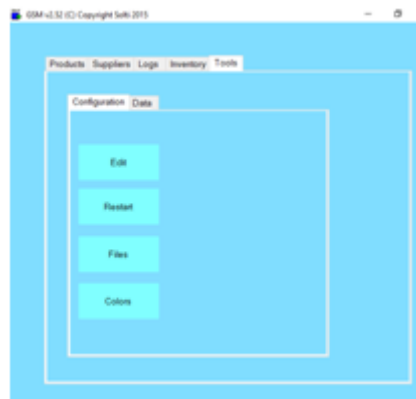 GSM v2.52 (C) Copyright Softi 2015
Products Suppliers Logs Inventory Tools
Configuration Data
Edit
Restart
Files
Colors